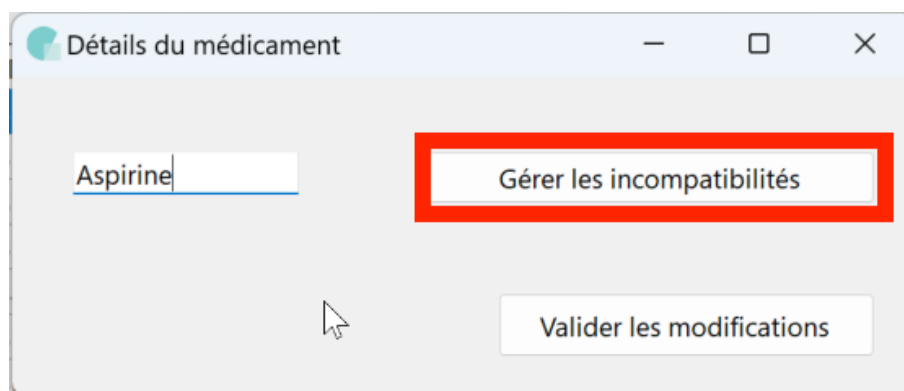 Détails du médicament
Aspirine
Gérer les incompatibilités
Valider les modifications